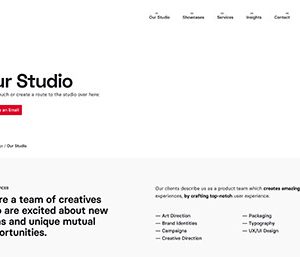 Our Studio
Showcases
Services
Insights
Contact
ur Studio
uch or create a route to the studio over here:
an Email
/ Our Studio
Our clients describe us as a product team which creates amazing
re a team of creatives
experiences, by crafting top-notch user experience.
o are excited about new
as and unique mutual
— Art Direction
— Packaging
ortunities.
— Brand Identities
— Typography
— Campaigns
— UX/UI Design
— Creative Direction